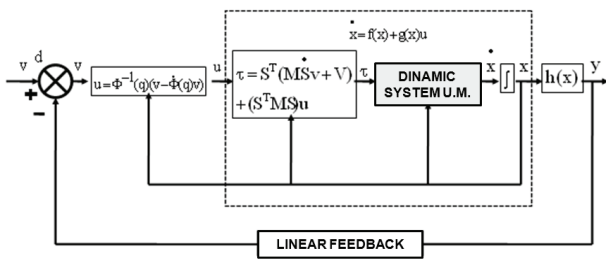 ẋ=f(x)+g(x)u
v d
v
+
−
u=Φ⁻¹(q)(v−Φ̇(q)v)
u
τ=Sᵀ(MṠv+V)
+(SᵀMS)u
τ
DINAMIC
SYSTEM U.M.
ẋ
∫
x
h(x)
y
LINEAR FEEDBACK